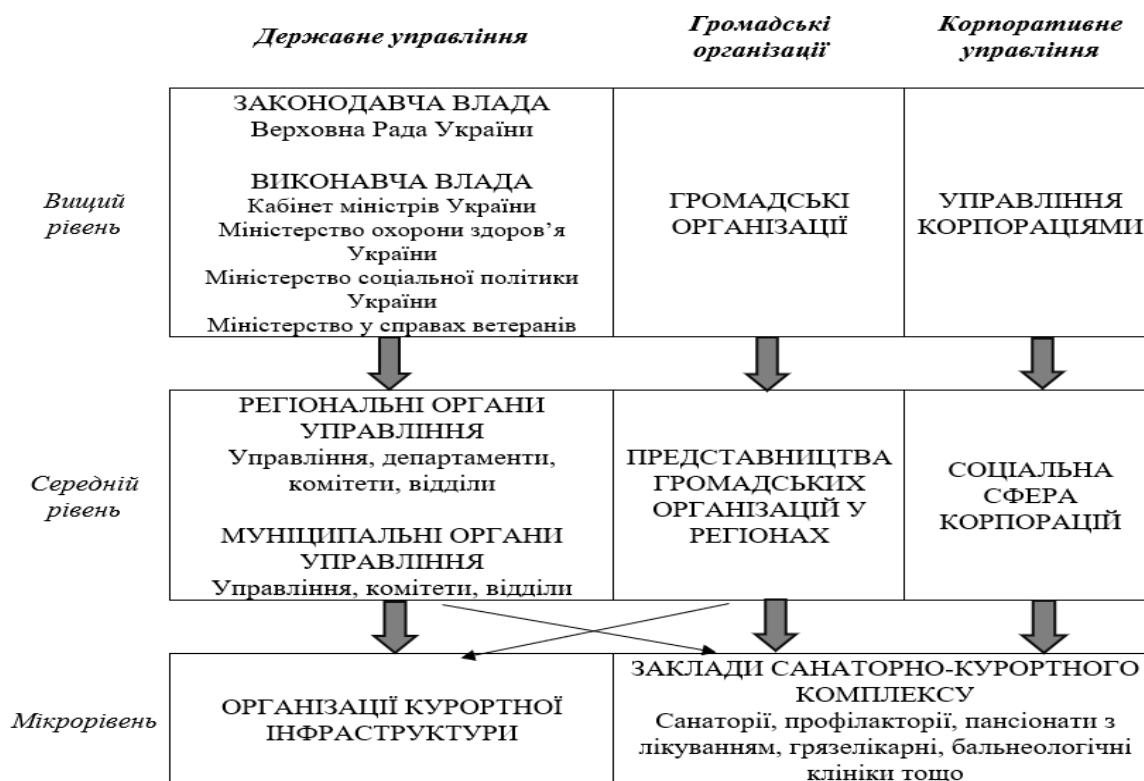 Державне управління
Громадські
організації
Корпоративне
управління
Вищий
рівень
ЗАКОНОДАВЧА ВЛАДА
Верховна Рада України
ВИКОНАВЧА ВЛАДА
Кабінет міністрів України
Міністерство охорони здоров’я
України
Міністерство соціальної політики
України
Міністерство у справах ветеранів
ГРОМАДСЬКІ
ОРГАНІЗАЦІЇ
УПРАВЛІННЯ
КОРПОРАЦІЯМИ
Середній
рівень
РЕГІОНАЛЬНІ ОРГАНИ
УПРАВЛІННЯ
Управління, департаменти,
комітети, відділи
МУНІЦИПАЛЬНІ ОРГАНИ
УПРАВЛІННЯ
Управління, комітети, відділи
ПРЕДСТАВНИЦТВА
ГРОМАДСЬКИХ
ОРГАНІЗАЦІЙ У
РЕГІОНАХ
СОЦІАЛЬНА
СФЕРА
КОРПОРАЦІЙ
Мікрорівень
ОРГАНІЗАЦІЇ КУРОРТНОЇ
ІНФРАСТРУКТУРИ
ЗАКЛАДИ САНАТОРНО-КУРОРТНОГО
КОМПЛЕКСУ
Санаторії, профілакторії, пансіонати з
лікуванням, грязелікарні, бальнеологічні
клініки тощо